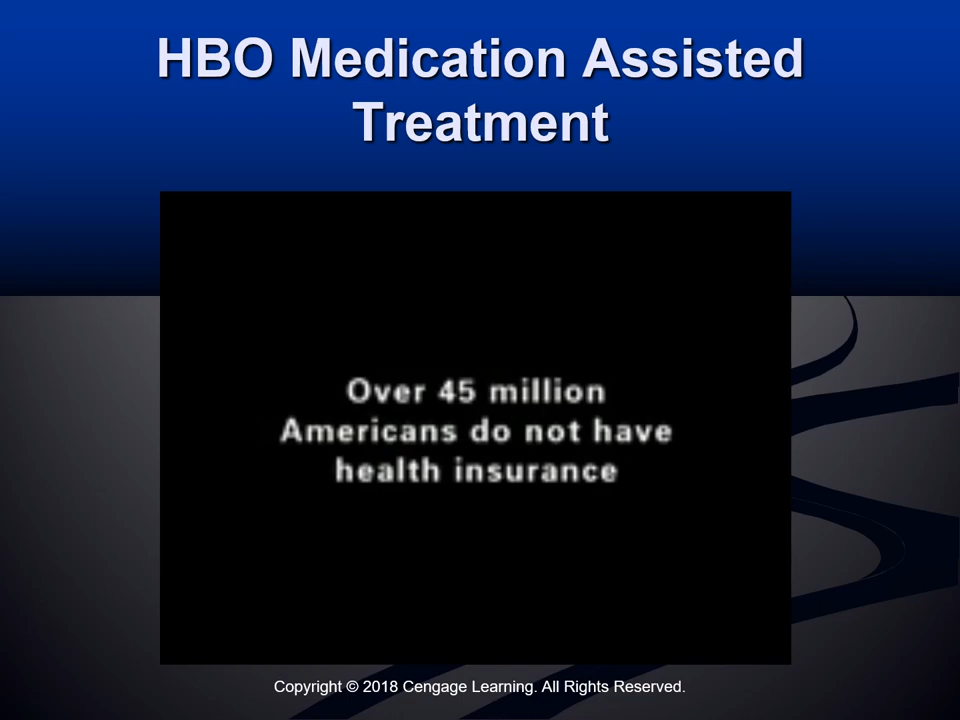 HBO Medication Assisted
Treatment
Over 45 million
Americans do not have
health insurance
Copyright © 2018 Cengage Learning. All Rights Reserved.